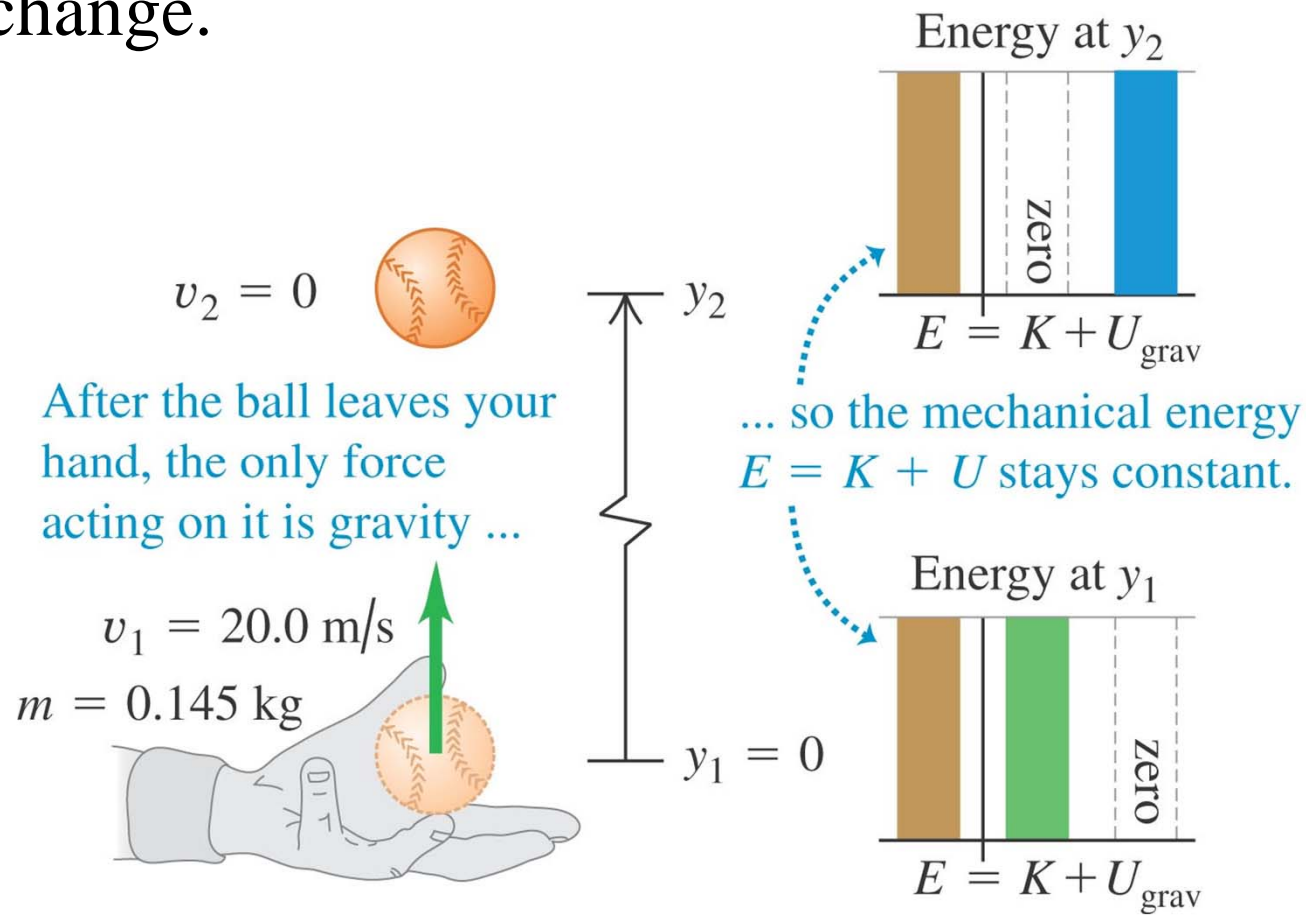 change.
Energy at y₂
zero
E = K + U_grav
v₂ = 0
y₂
After the ball leaves your
hand, the only force
acting on it is gravity ...
... so the mechanical energy
E = K + U stays constant.
v₁ = 20.0 m/s
m = 0.145 kg
y₁ = 0
Energy at y₁
zero
E = K + U_grav